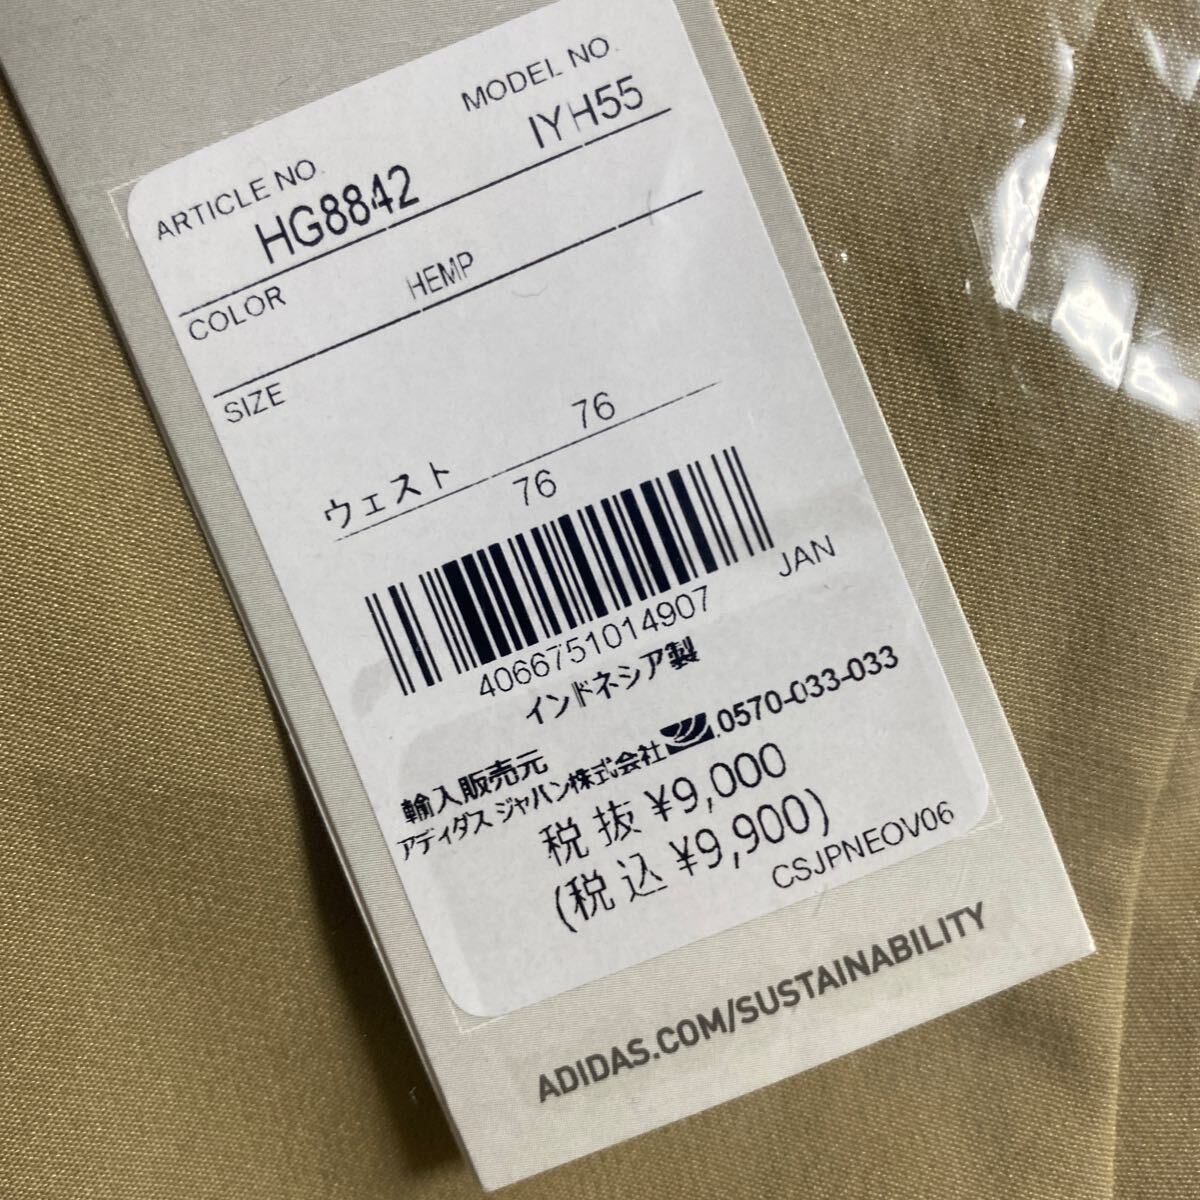 ARTICLE NO.
MODEL NO.
HG8842
IYH55
COLOR
HEMP
SIZE
ウェスト
76
76
JAN
4066751014907
インドネシア製
輸入販売元
アディダス ジャパン株式会社 0570-033-033
税 抜 ¥9,000
(税 込 ¥9,900)
CSJPNEOV06
ADIDAS.COM/SUSTAINABILITY